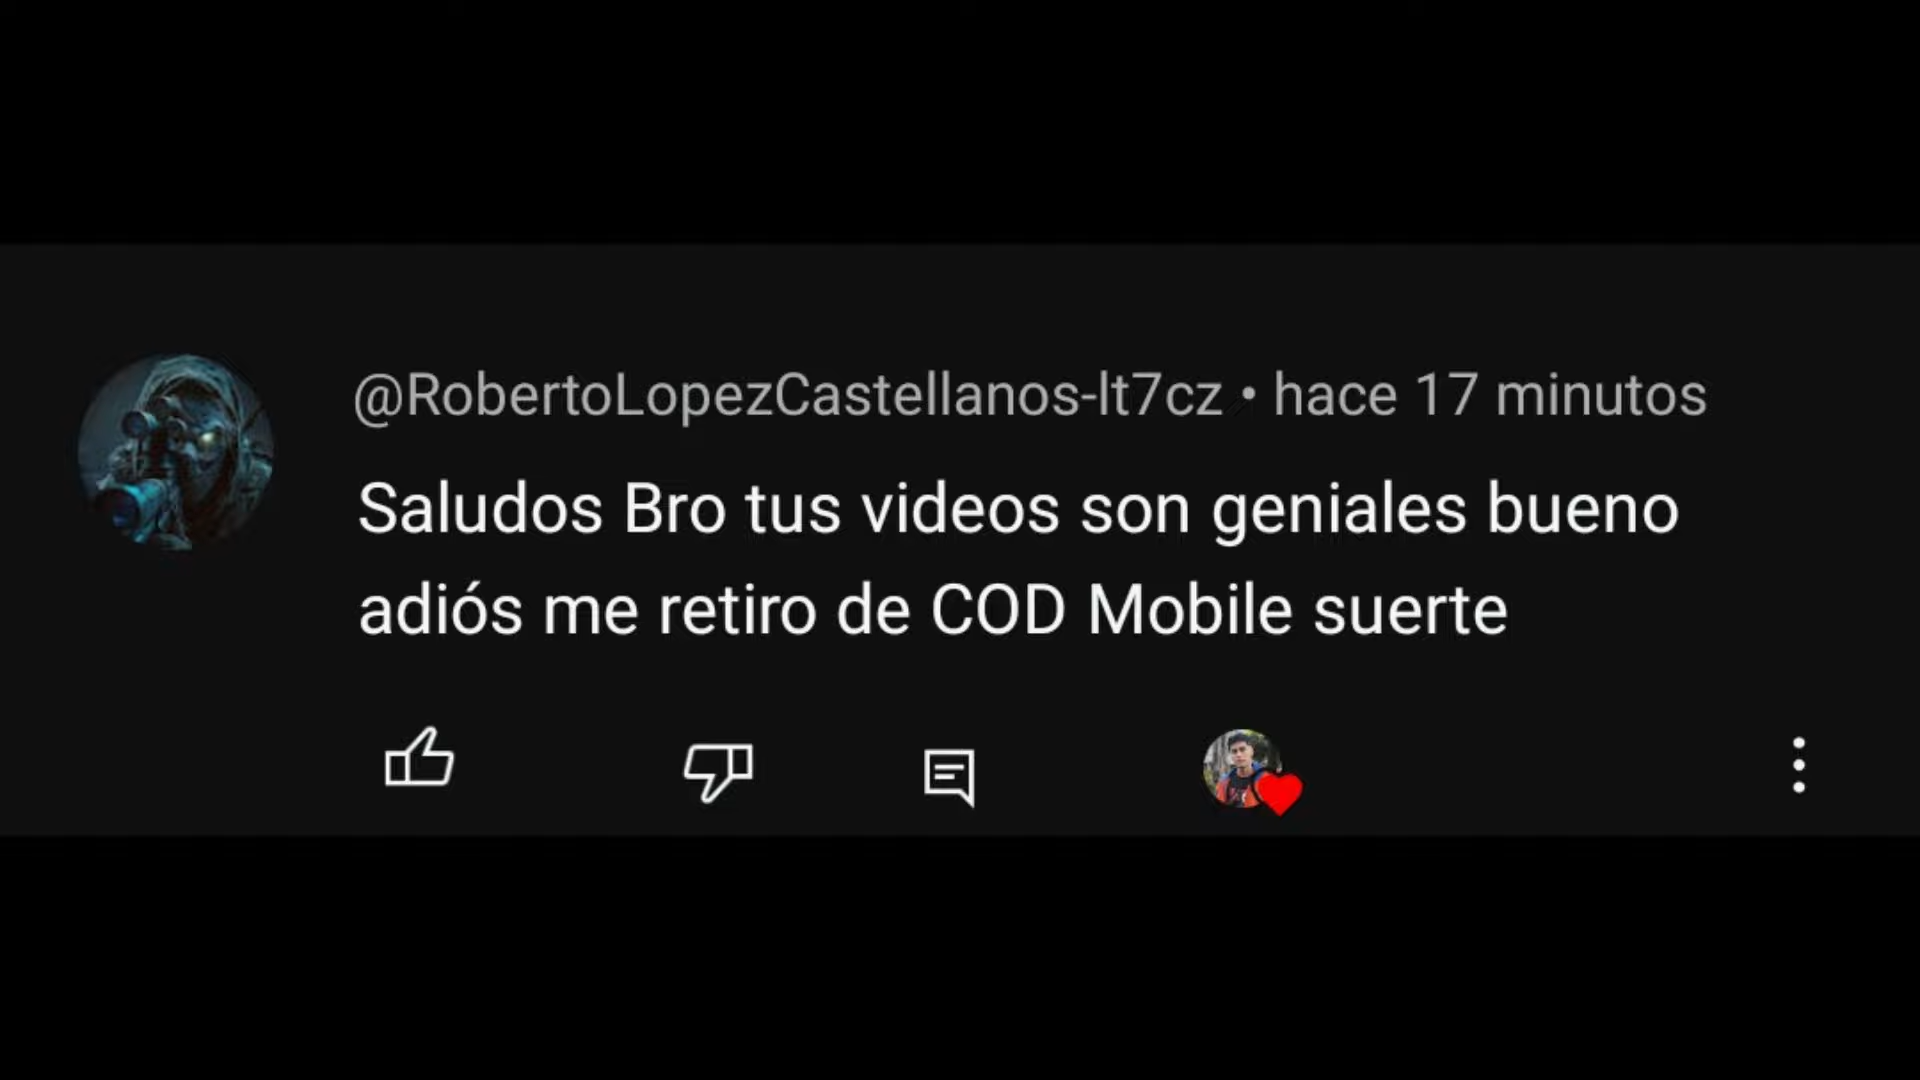 @RobertoLopezCastellanos-lt7cz • hace 17 minutos
Saludos Bro tus videos son geniales bueno
adiós me retiro de COD Mobile suerte